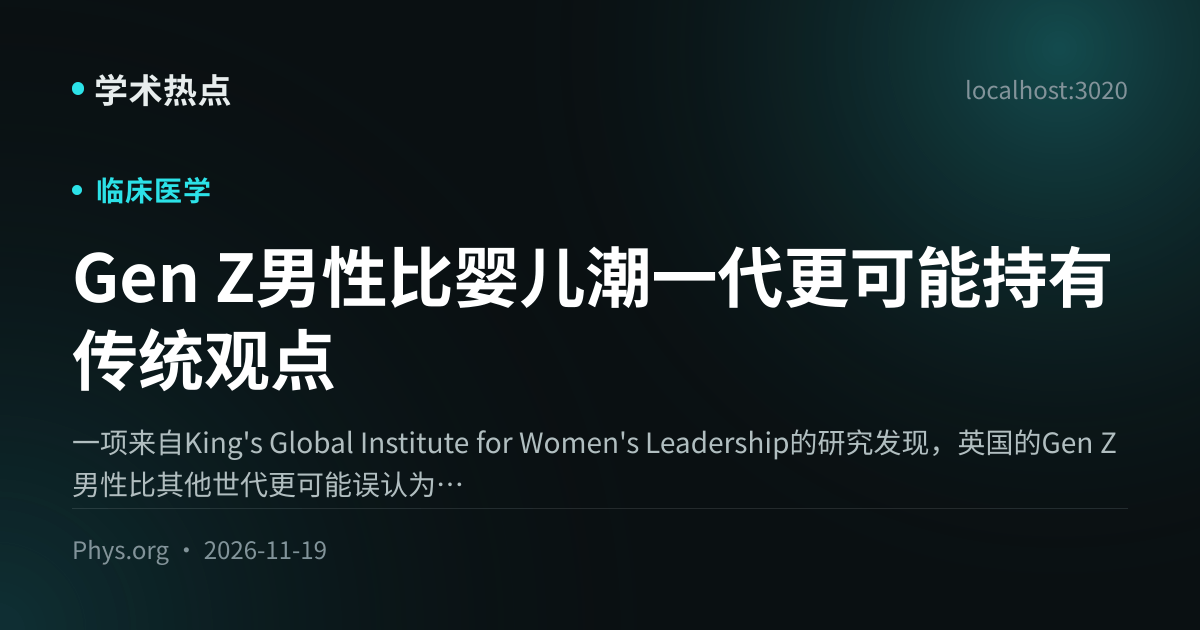 学术热点
localhost:3020
临床医学
Gen Z男性比婴儿潮一代更可能持有
传统观点
一项来自King's Global Institute for Women's Leadership的研究发现，英国的Gen Z
男性比其他世代更可能误认为…
Phys.org · 2026-11-19